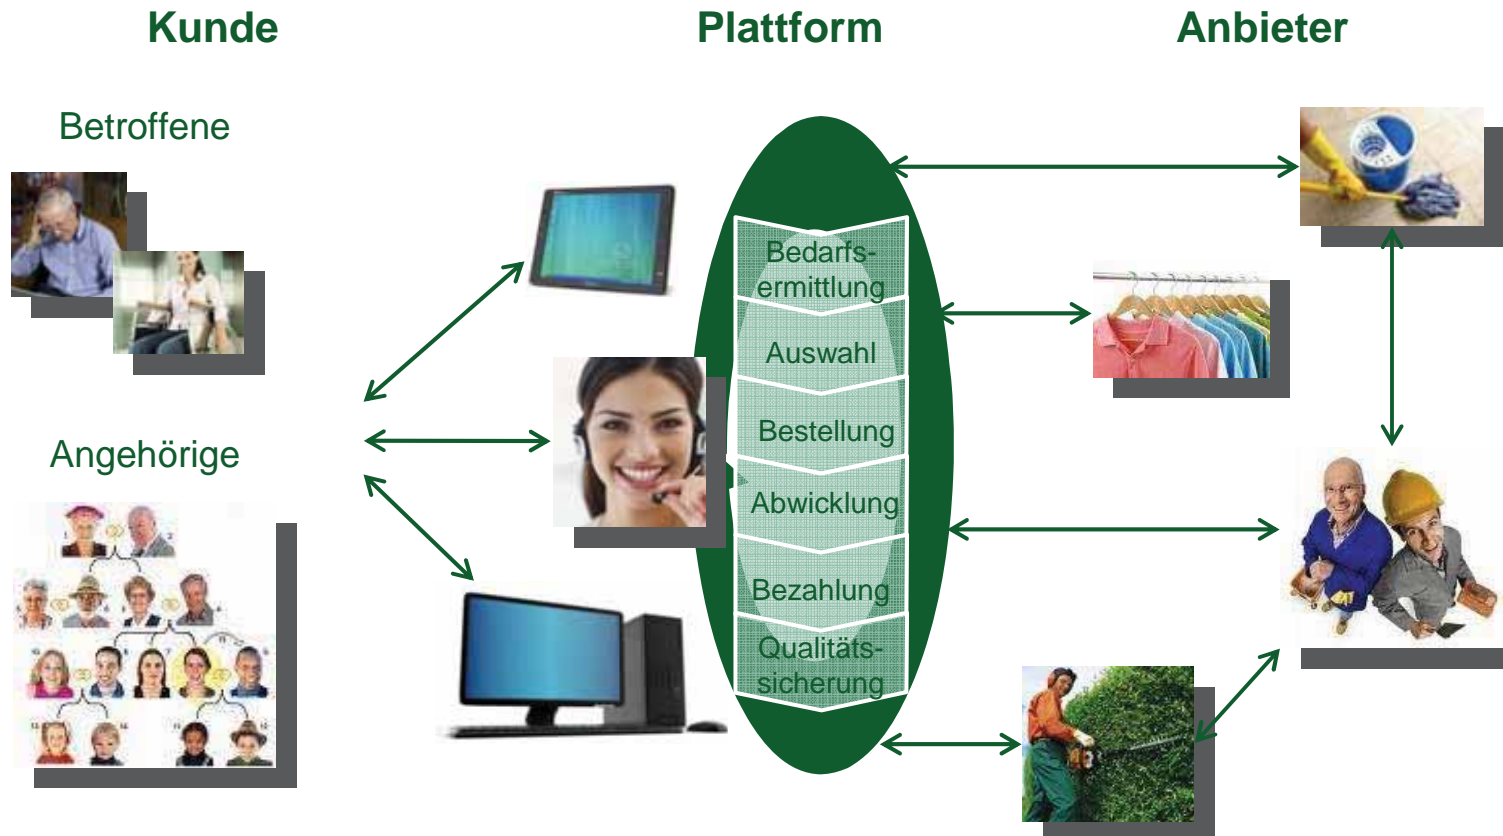 Kunde
Plattform
Anbieter
Betroffene
Angehörige
Bedarfs-
ermittlung
Auswahl
Bestellung
Abwicklung
Bezahlung
Qualitäts-
sicherung